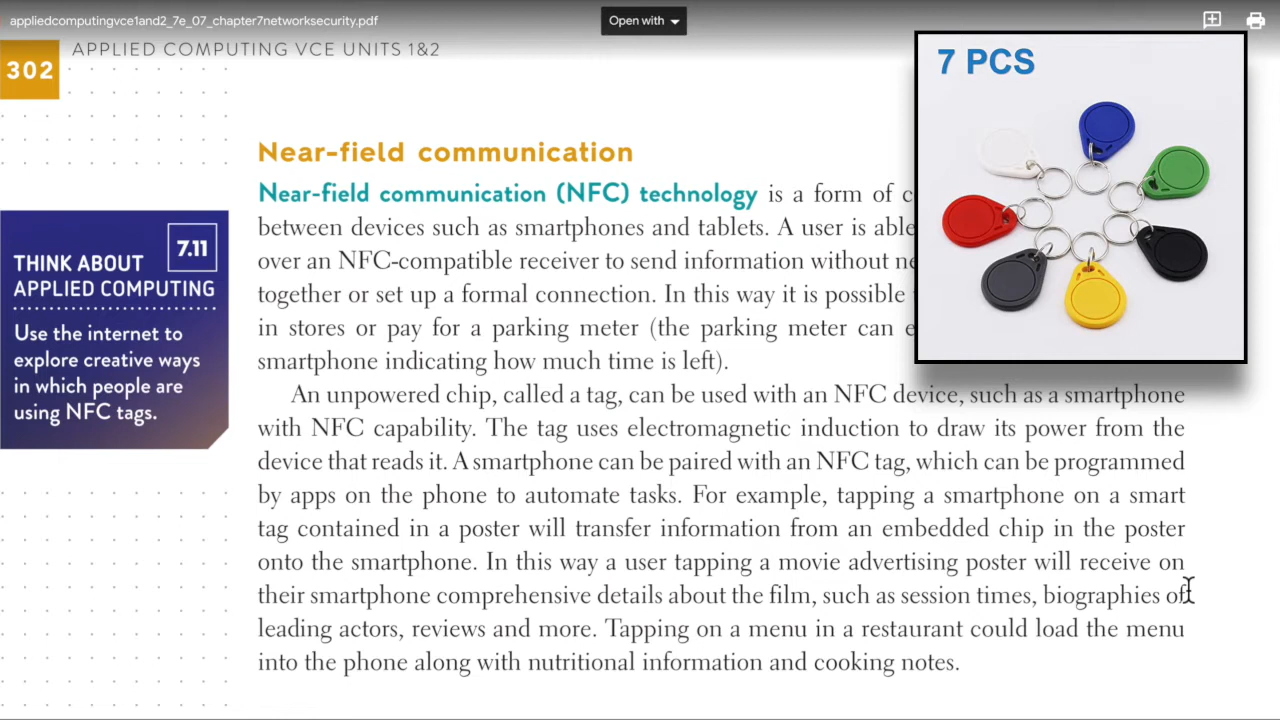 appliedcomputingvce1and2_7e_07_chapter7networksecurity.pdf
Open with
302
APPLIED COMPUTING VCE UNITS 1&2
7 PCS
Near-field communication
Near-field communication (NFC) technology is a form of
between devices such as smartphones and tablets. A user is able
over an NFC-compatible receiver to send information without
together or set up a formal connection. In this way it is possible
in stores or pay for a parking meter (the parking meter can
smartphone indicating how much time is left).
An unpowered chip, called a tag, can be used with an NFC device, such as a smartphone
with NFC capability. The tag uses electromagnetic induction to draw its power from the
device that reads it. A smartphone can be paired with an NFC tag, which can be programmed
by apps on the phone to automate tasks. For example, tapping a smartphone on a smart
tag contained in a poster will transfer information from an embedded chip in the poster
onto the smartphone. In this way a user tapping a movie advertising poster will receive on
their smartphone comprehensive details about the film, such as session times, biographies of
leading actors, reviews and more. Tapping on a menu in a restaurant could load the menu
into the phone along with nutritional information and cooking notes.
7.11
THINK ABOUT
APPLIED COMPUTING
Use the internet to
explore creative ways
in which people are
using NFC tags.